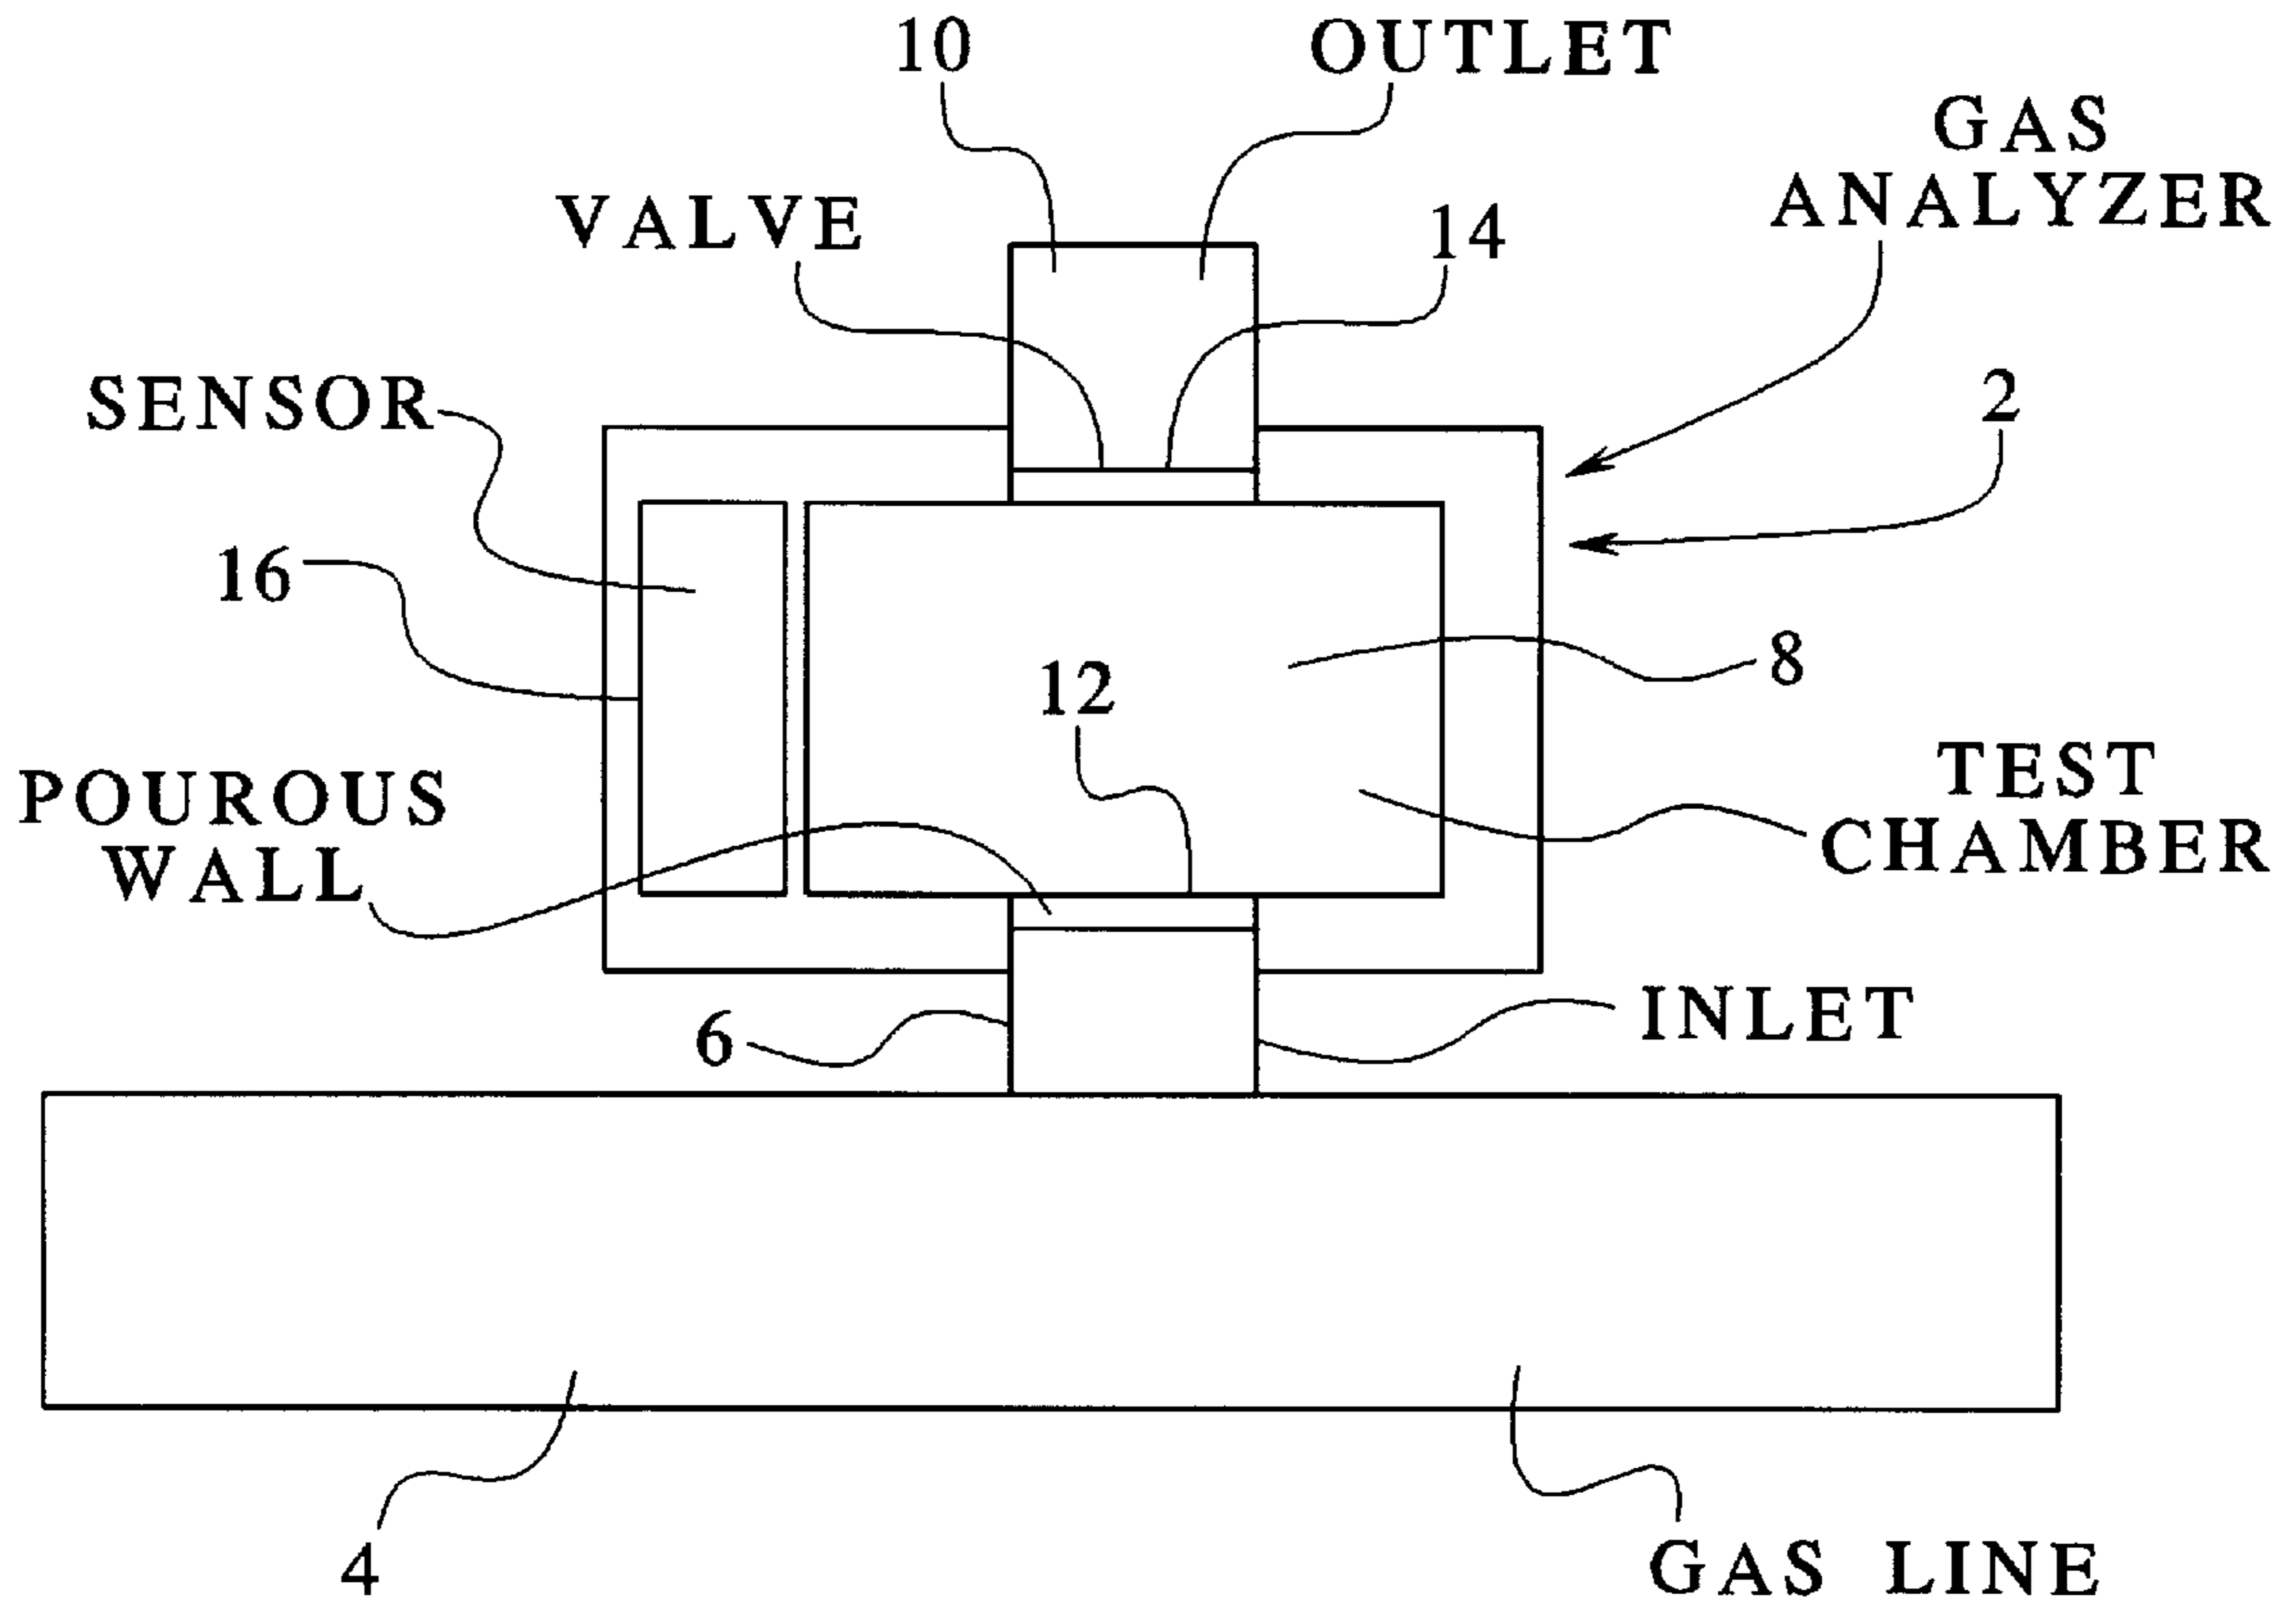 10
OUTLET
GAS
ANALYZER
VALVE
14
SENSOR
2
16
8
12
POUROUS
WALL
TEST
CHAMBER
6
INLET
4
GAS LINE